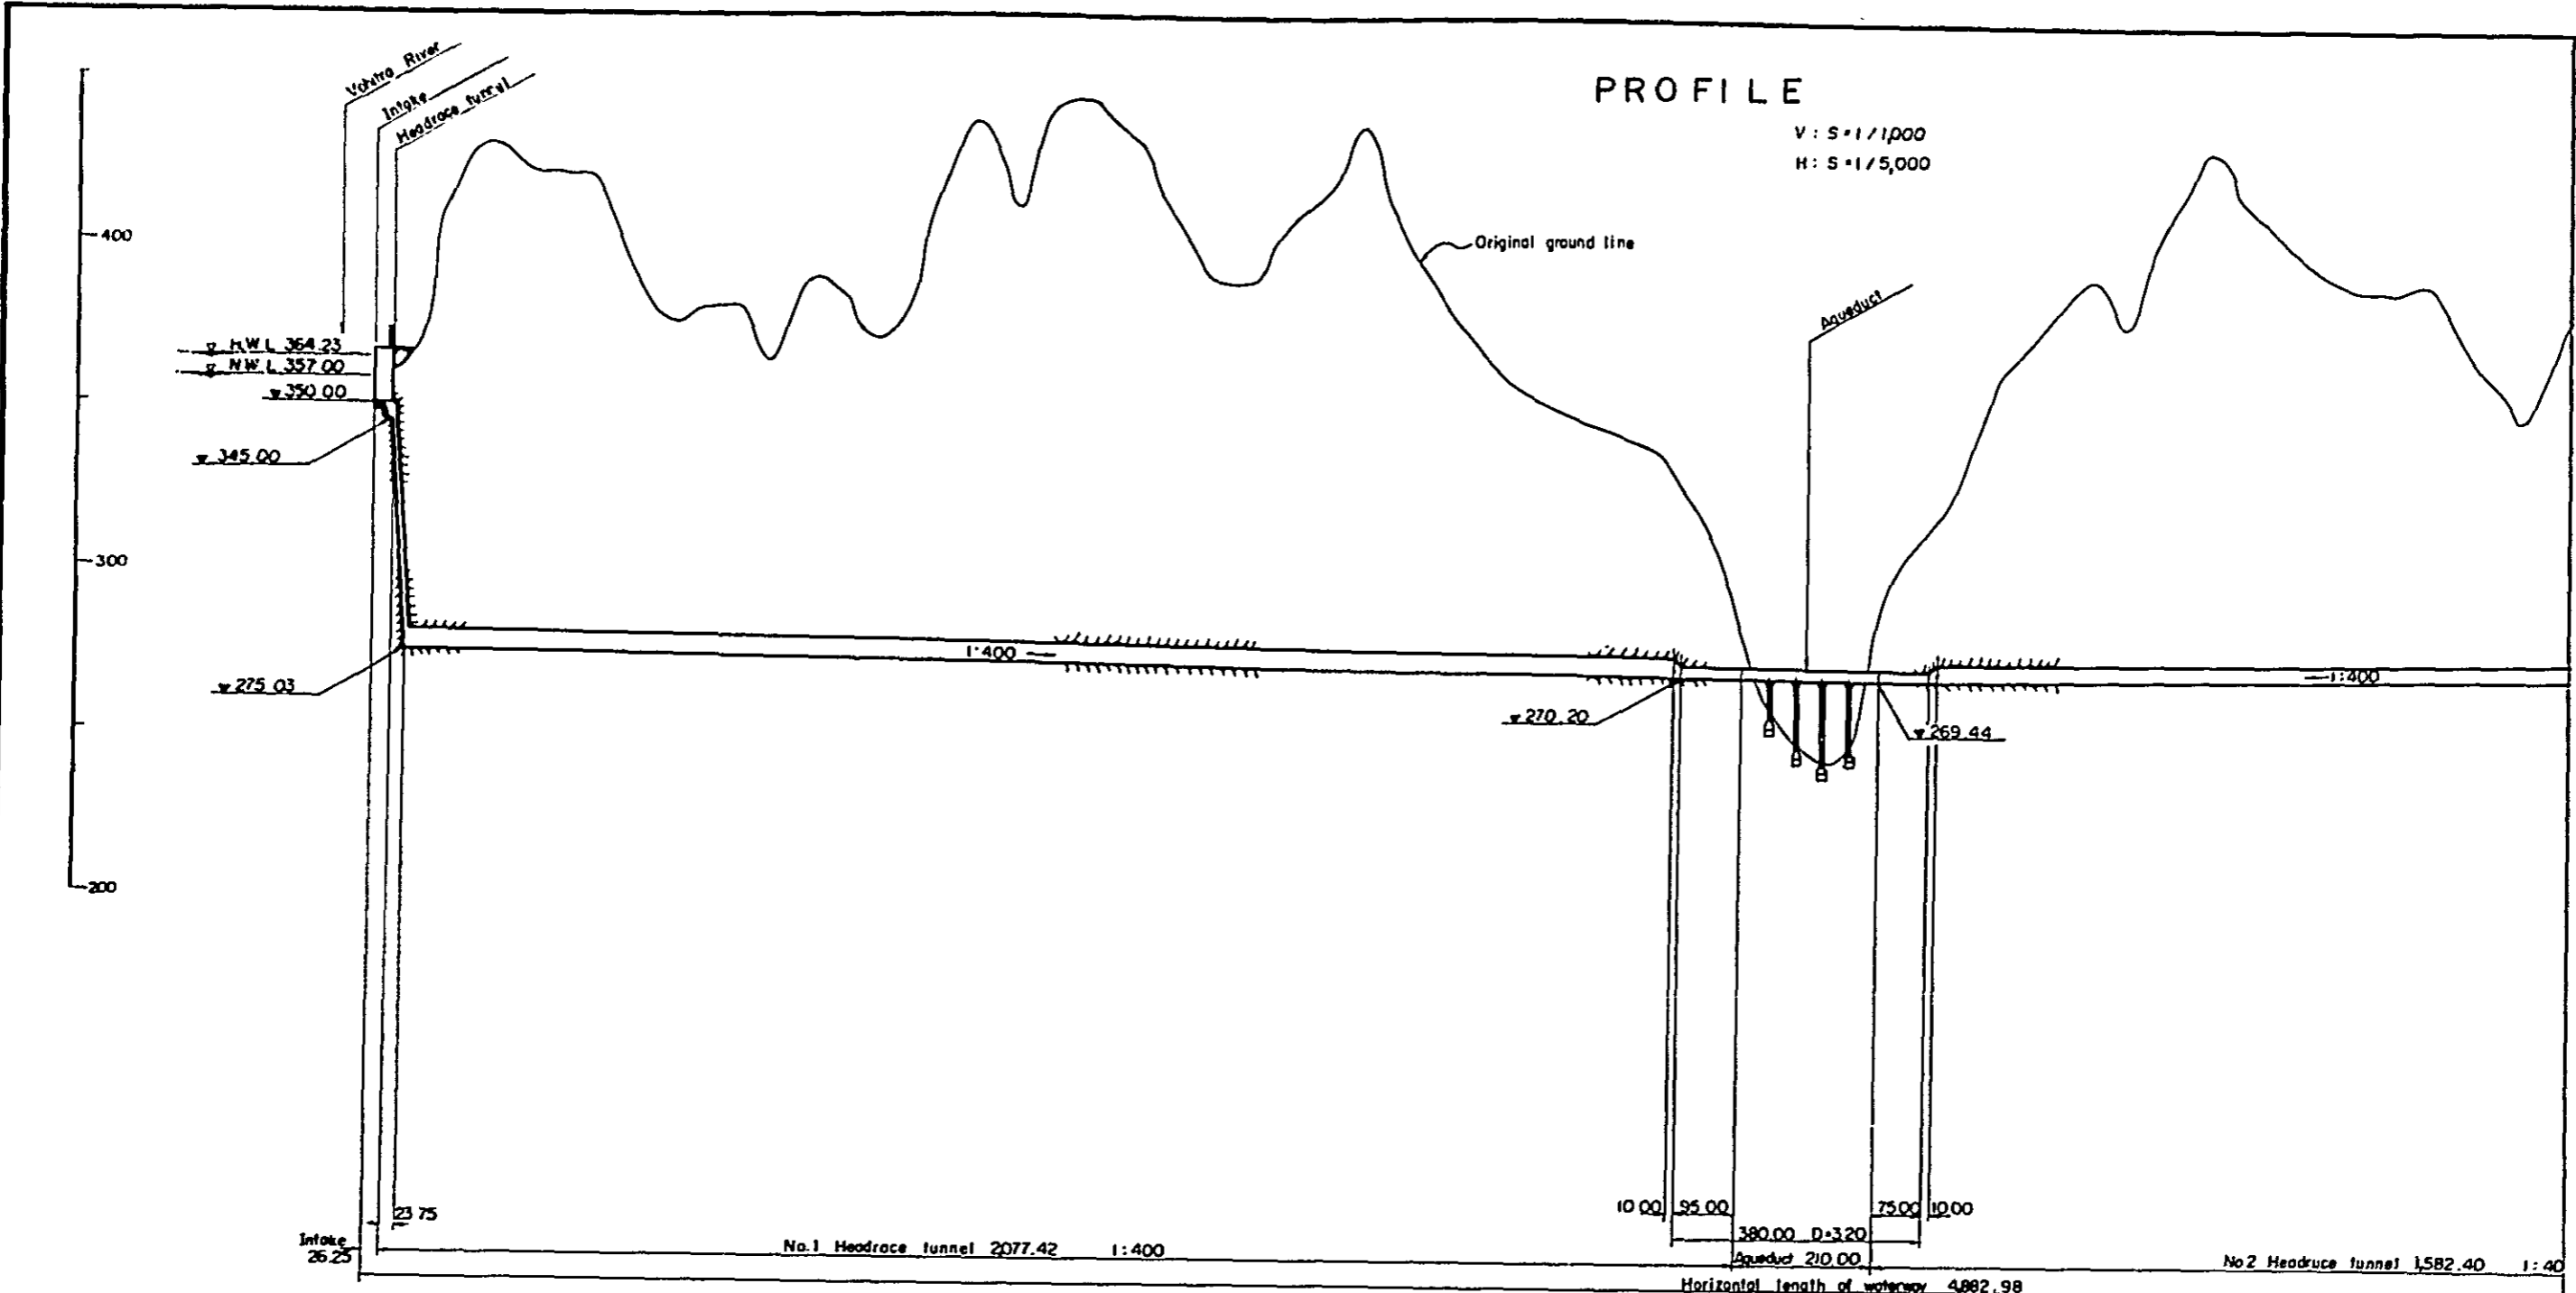 PROFILE
V : S=1/1,000
H : S=1/5,000
Vohitra River
Intake
Headrace tunnel
400
Original ground line
Aqueduct
H.W.L 364.23
N.W.L 357.00
350.00
345.00
300
1:400
1:400
275.03
270.20
269.44
200
23.75
10.00 95.00 75.00 10.00
380.00 D=3.20
Intake
26.25
No.1 Headrace tunnel 2,077.42 1:400
Aqueduct 210.00
No2 Headrace tunnel 1,582.40 1:40
Horizontal length of waterway 4,882.98